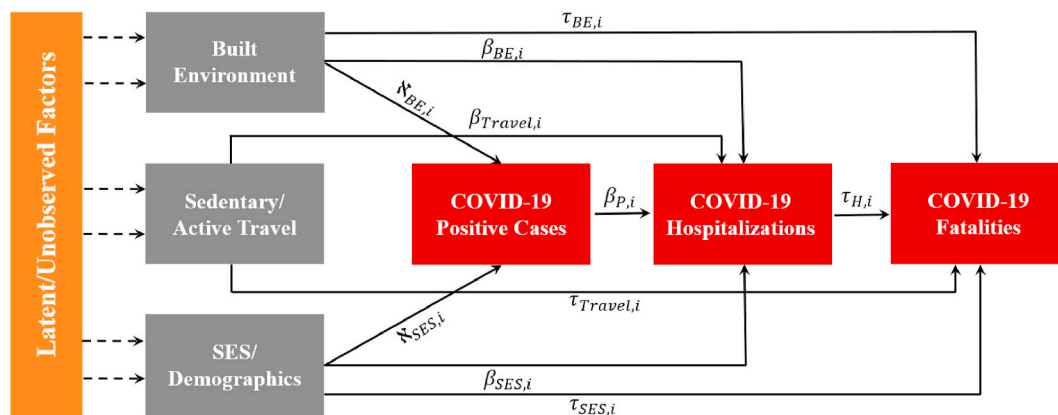 Latent/Unobserved Factors
Built
Environment
Sedentary/
Active Travel
SES/
Demographics
COVID-19
Positive Cases
COVID-19
Hospitalizations
COVID-19
Fatalities
τ_{BE,i}
β_{BE,i}
ℵ_{BE,i}
β_{Travel,i}
β_{P,i}
τ_{H,i}
τ_{Travel,i}
ℵ_{SES,i}
β_{SES,i}
τ_{SES,i}